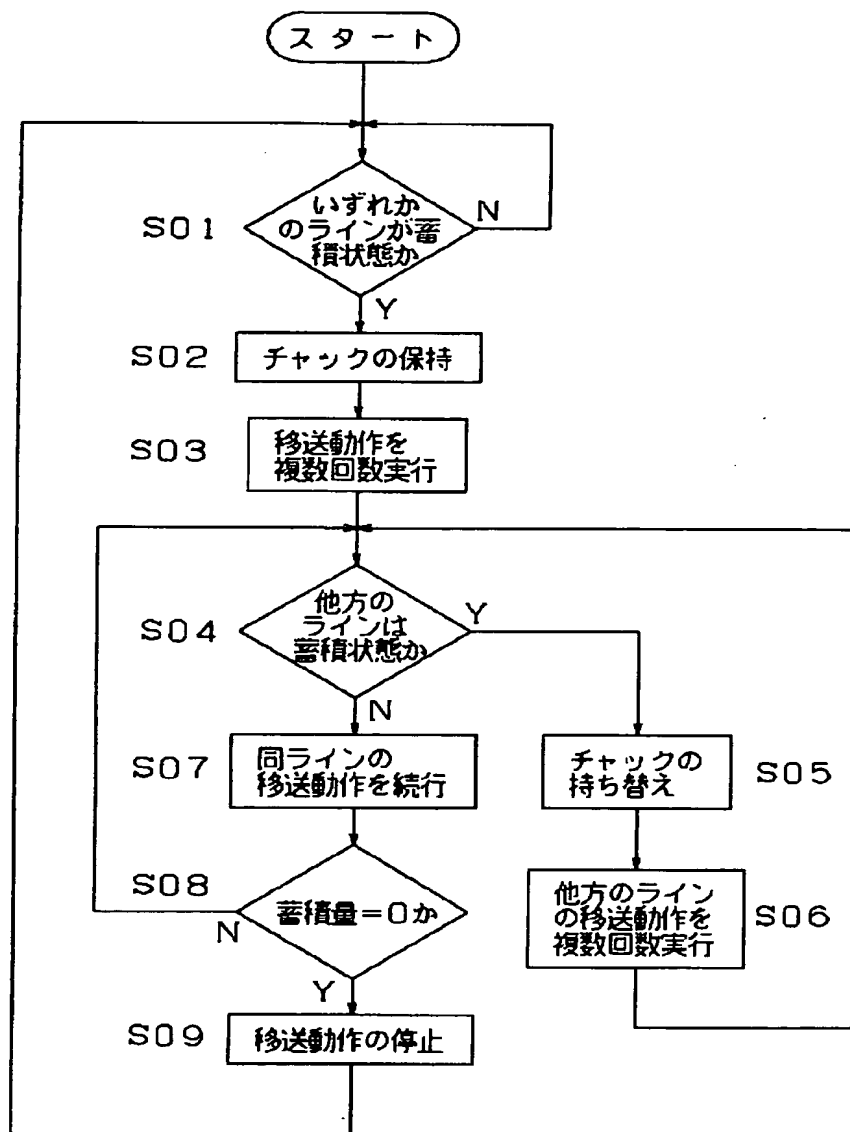 スタート
S01
いずれか
のラインが蓄
積状態か
N
Y
S02
チャックの保持
S03
移送動作を
複数回数実行
S04
他方の
ラインは
蓄積状態か
Y
N
S07
同ラインの
移送動作を続行
チャックの
持ち替え
S05
S08
蓄積量=0か
N
Y
他方のライン
の移送動作を
複数回数実行
S06
S09
移送動作の停止